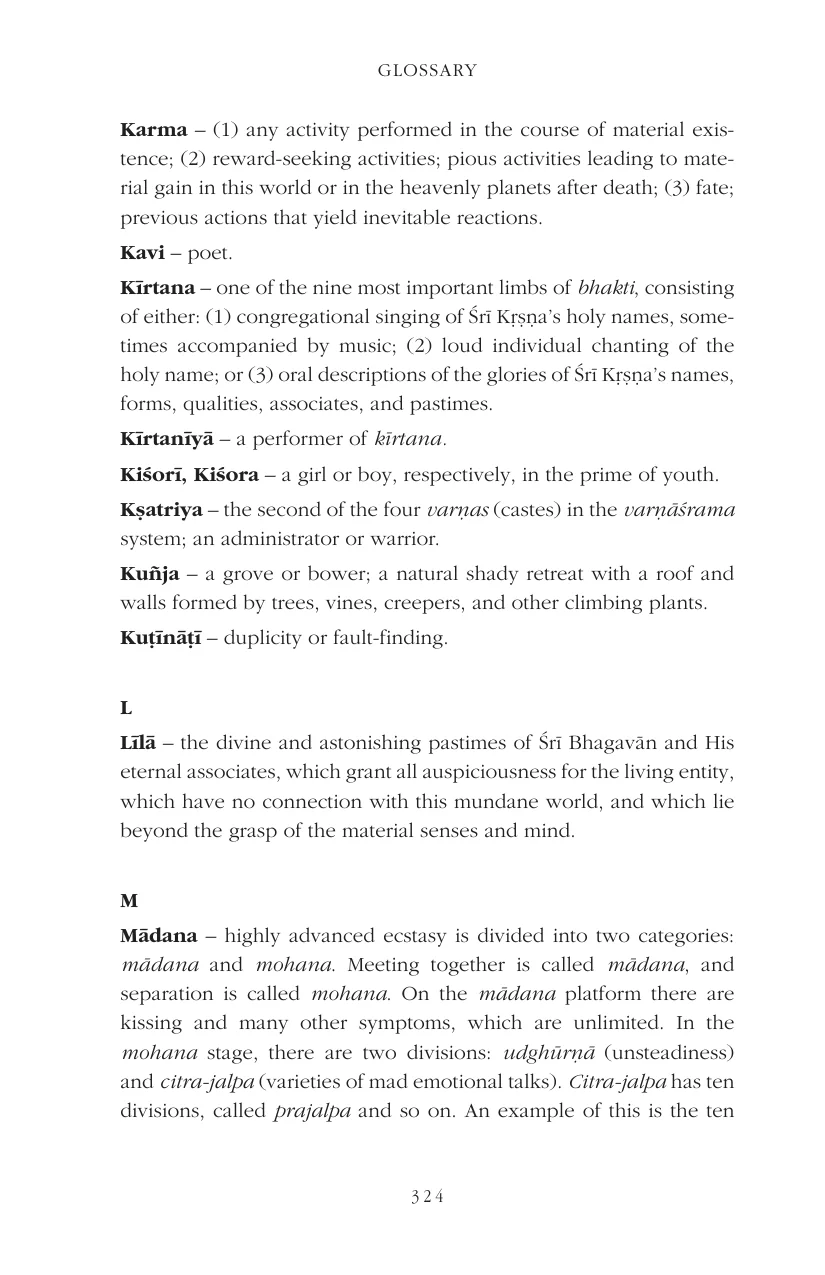 GLOSSARY
Karma – (1) any activity performed in the course of material exis-
tence; (2) reward-seeking activities; pious activities leading to mate-
rial gain in this world or in the heavenly planets after death; (3) fate;
previous actions that yield inevitable reactions.
Kavi – poet.
Kīrtana – one of the nine most important limbs of bhakti, consisting
of either: (1) congregational singing of Śrī Kṛṣṇa’s holy names, some-
times accompanied by music; (2) loud individual chanting of the
holy name; or (3) oral descriptions of the glories of Śrī Kṛṣṇa’s names,
forms, qualities, associates, and pastimes.
Kīrtanīyā – a performer of kīrtana.
Kiśorī, Kiśora – a girl or boy, respectively, in the prime of youth.
Kṣatriya – the second of the four varṇas (castes) in the varṇāśrama
system; an administrator or warrior.
Kuñja – a grove or bower; a natural shady retreat with a roof and
walls formed by trees, vines, creepers, and other climbing plants.
Kuṭīnāṭī – duplicity or fault-finding.
L
Līlā – the divine and astonishing pastimes of Śrī Bhagavān and His
eternal associates, which grant all auspiciousness for the living entity,
which have no connection with this mundane world, and which lie
beyond the grasp of the material senses and mind.
M
Mādana – highly advanced ecstasy is divided into two categories:
mādana and mohana. Meeting together is called mādana, and
separation is called mohana. On the mādana platform there are
kissing and many other symptoms, which are unlimited. In the
mohana stage, there are two divisions: udghūrṇā (unsteadiness)
and citra-jalpa (varieties of mad emotional talks). Citra-jalpa has ten
divisions, called prajalpa and so on. An example of this is the ten
324